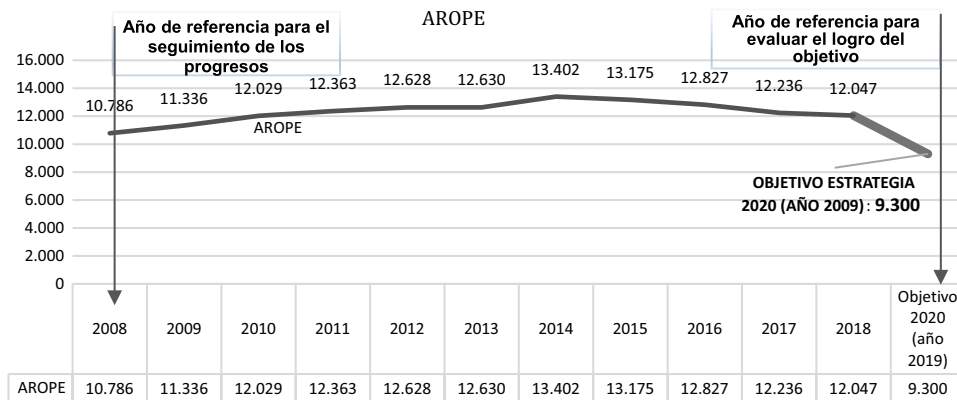 AROPE
Año de referencia para el
seguimiento de los
progresos
Año de referencia para
evaluar el logro del
objetivo
16.000
14.000
12.000
10.000
8.000
6.000
4.000
2.000
0
10.786
11.336
12.029
12.363
12.628
12.630
13.402
13.175
12.827
12.236
12.047
AROPE
OBJETIVO ESTRATEGIA
2020 (AÑO 2009) : 9.300
2008 2009 2010 2011 2012 2013 2014 2015 2016 2017 2018
Objetivo
2020
(año
2019)
AROPE 10.786 11.336 12.029 12.363 12.628 12.630 13.402 13.175 12.827 12.236 12.047 9.300